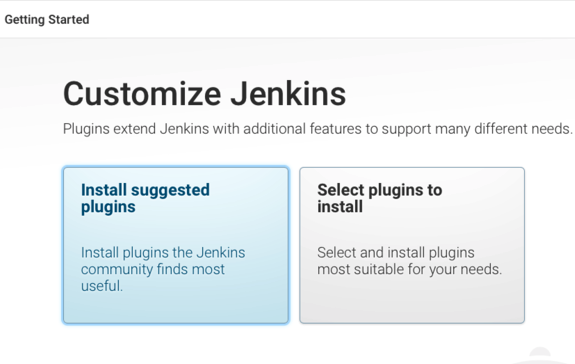 Getting Started
Customize Jenkins
Plugins extend Jenkins with additional features to support many different needs.
Install suggested
plugins
Install plugins the Jenkins
community finds most
useful.
Select plugins to
install
Select and install plugins
most suitable for your needs.